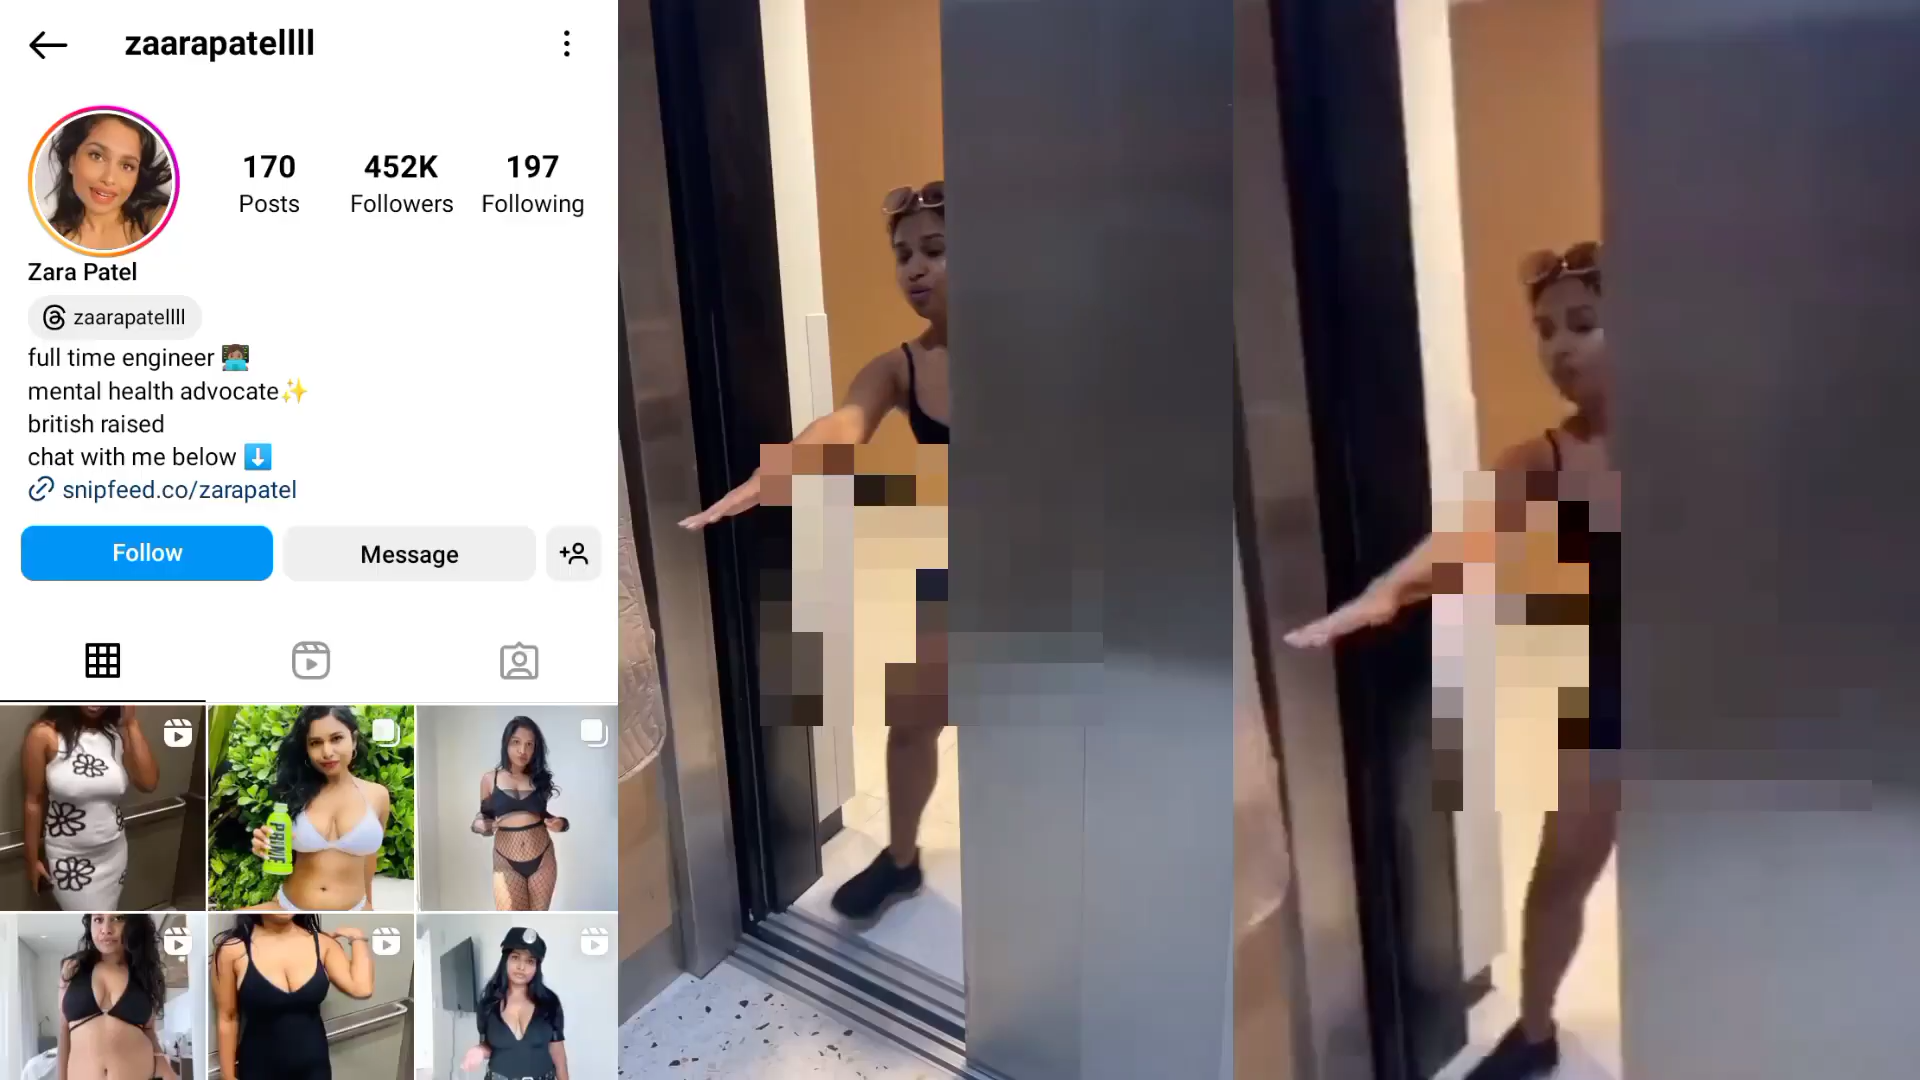 zaarapatellll
170
452K
197
Posts
Followers
Following
Zara Patel
zaarapatellll
full time engineer 👩🏽‍💻
mental health advocate✨
british raised
chat with me below ⬇️
snipfeed.co/zarapatel
Follow
Message
PRIME